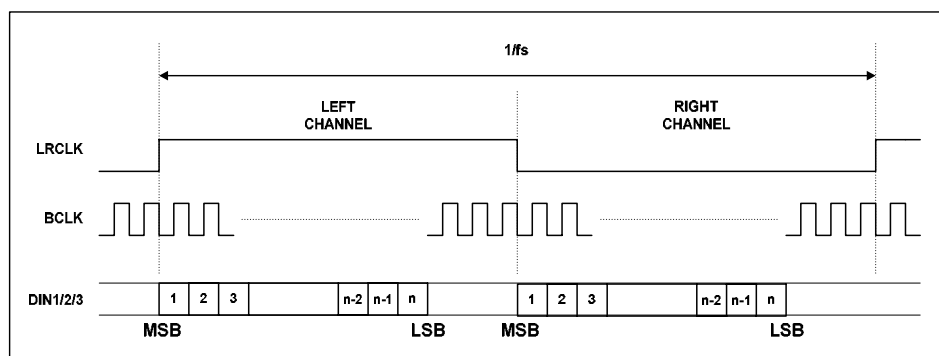 1/fs
LEFT
CHANNEL
RIGHT
CHANNEL
LRCLK
BCLK
DIN1/2/3
1 2 3 n-2 n-1 n 1 2 3 n-2 n-1 n
MSB LSB MSB LSB